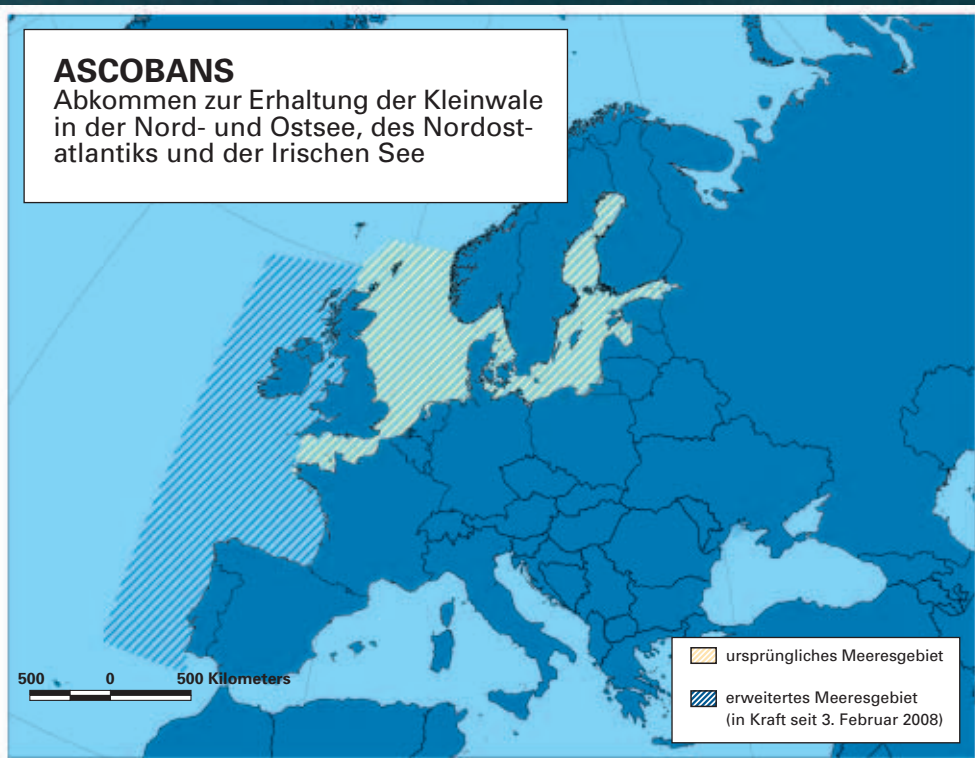 ASCOBANS
Abkommen zur Erhaltung der Kleinwale
in der Nord- und Ostsee, des Nordost-
atlantiks und der Irischen See
500 0 500 Kilometers
ursprüngliches Meeresgebiet
erweitertes Meeresgebiet
(in Kraft seit 3. Februar 2008)